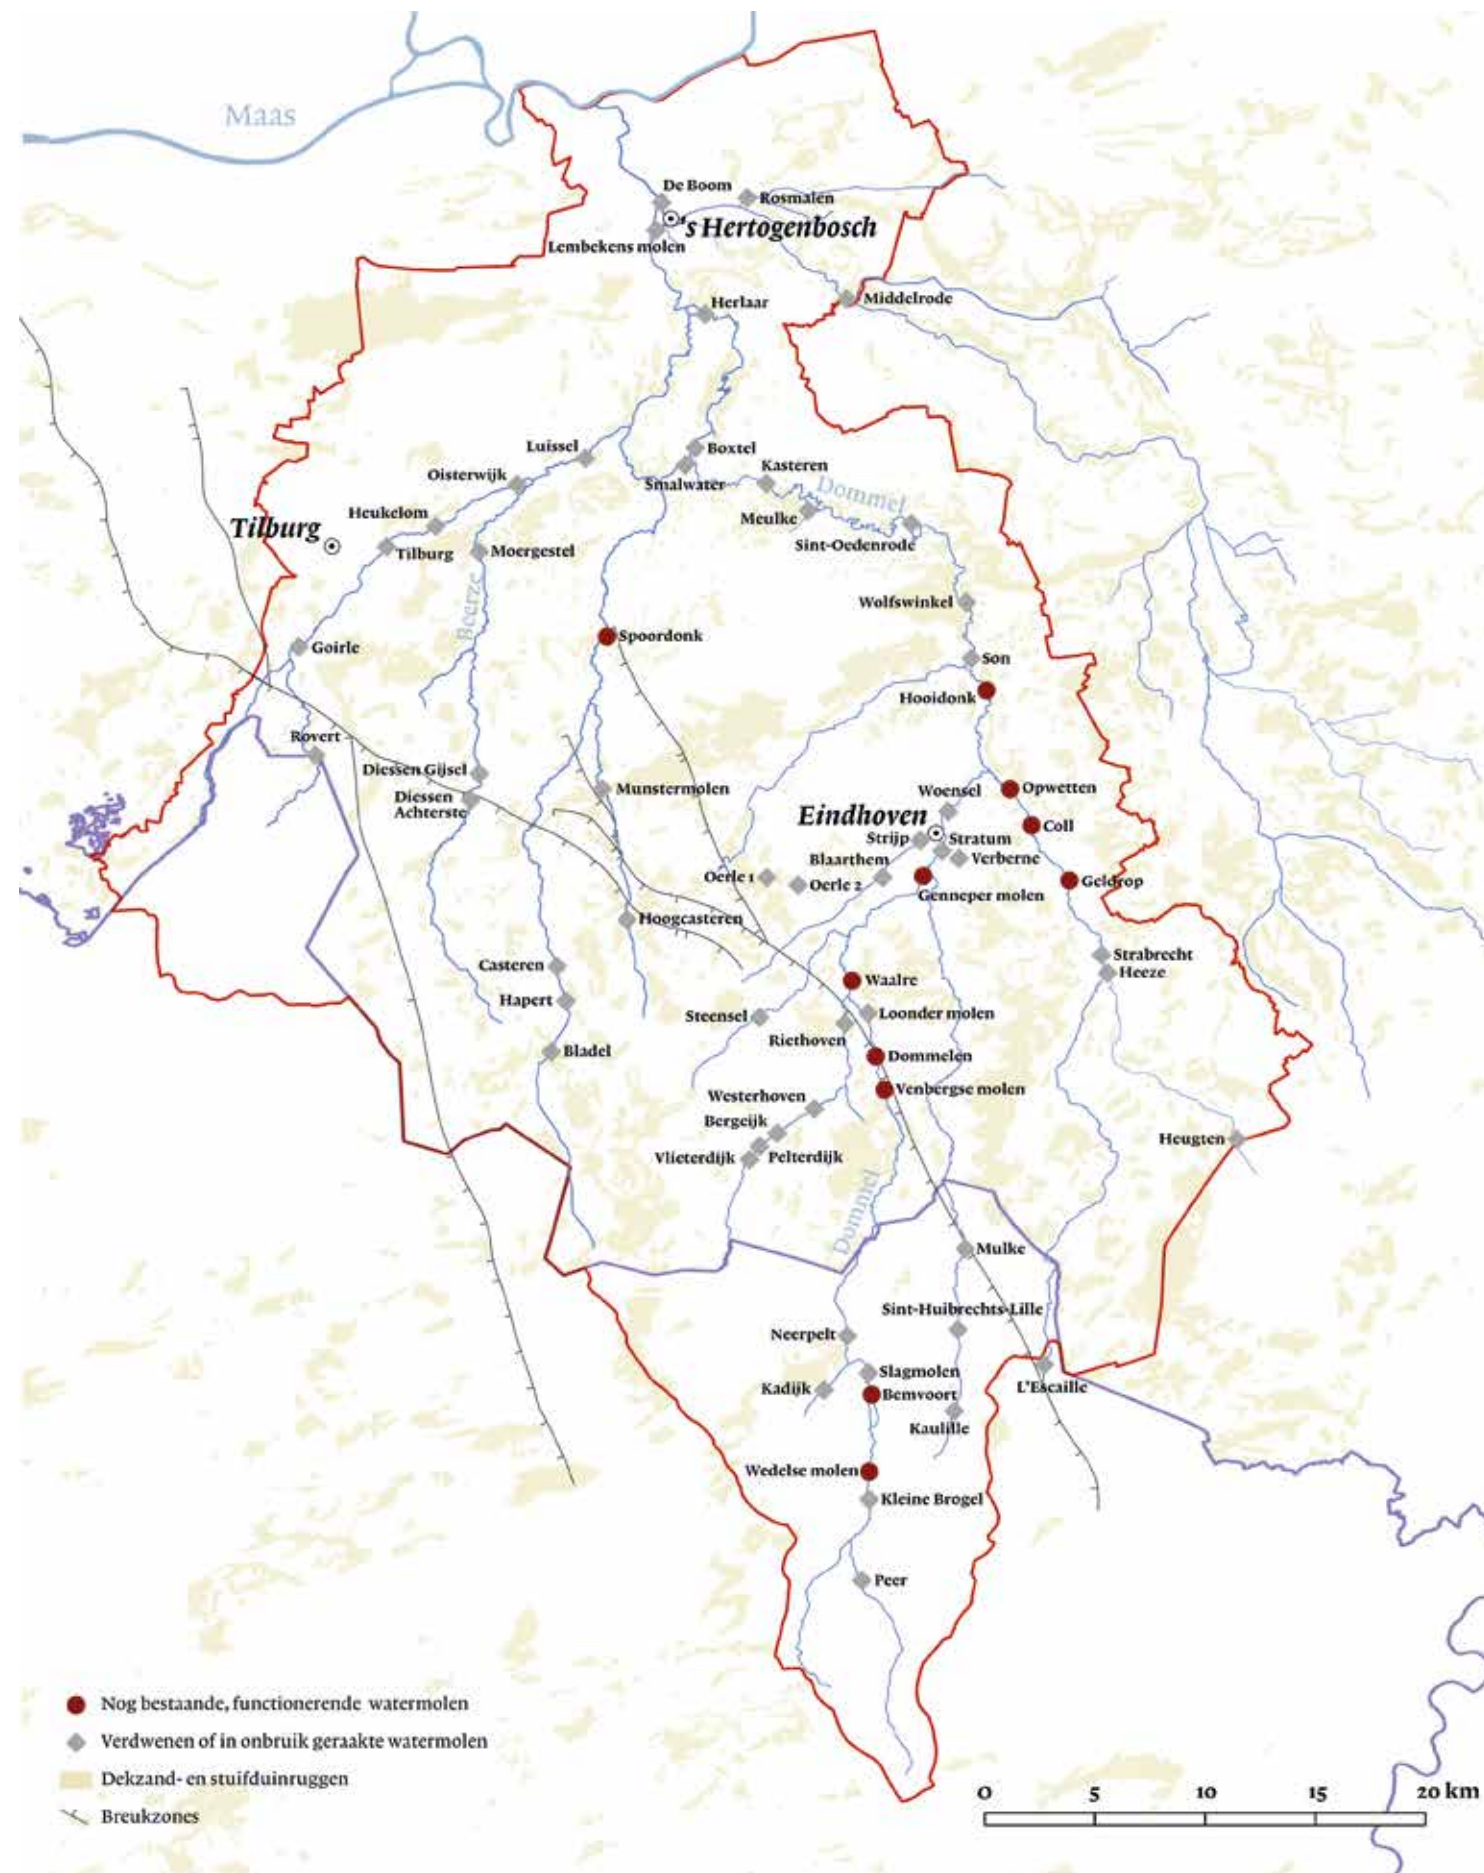 Maas
De Boom
Rosmalen
's Hertogenbosch
Lembekens molen
Middelrode
Herlaar
Luissel
Boxtel
Oisterwijk
Kasteren
Smalwater
Dommel
Heukelom
Meulke
Tilburg
Sint-Oedenrode
Tilburg
Moergestel
Beerze
Wolfswinkel
Spoordonk
Goirle
Son
Hooidonk
Rovert
Diessen Gijsel
Munstermolen
Woensel
Opwetten
Diessen
Achterste
Eindhoven
Coll
Strijp
Stratum
Blaarthem
Verberne
Oerle 1
Oerle 2
Geldrop
Genneper molen
Hoogcasteren
Strabrecht
Casteren
Heeze
Waalre
Hapert
Steensel
Loonder molen
Riethoven
Bladel
Dommelen
Venbergse molen
Westerhoven
Bergeijk
Heugten
Vlieterdijk
Pelterdijk
Dommel
Mulke
Sint-Huibrechts-Lille
Neerpelt
Slagmolen
Kadijk
Bemvoort
L'Escaille
Kaulille
Wedelse molen
Kleine Brogel
Peer
Nog bestaande, functionerende watermolen
Verdwenen of in onbruik geraakte watermolen
Dekzand- en stuifduinruggen
Breukzones
0 5 10 15 20 km